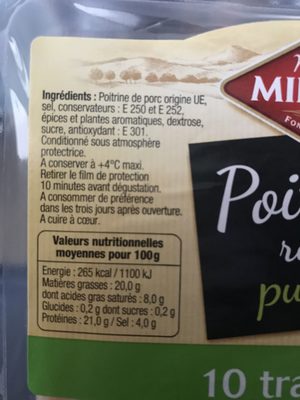 Ingrédients : Poitrine de porc origine UE,
sel, conservateurs : E 250 et E 252,
épices et plantes aromatiques, dextrose,
sucre, antioxydant : E 301.
Conditionné sous atmosphère
protectrice.
A conserver à +4°C maxi.
Retirer le film de protection
10 minutes avant dégustation.
A consommer de préférence
dans les trois jours après ouverture.
A cuire à cœur.
Valeurs nutritionnelles
moyennes pour 100g
Energie : 265 kcal / 1100 kJ
Matières grasses : 20,0 g
dont acides gras saturés : 8,0 g
Glucides : 0,2 g dont sucres : 0,2 g
Protéines : 21,0 g / Sel : 4,0 g
MI
Poi
pu
10 tra